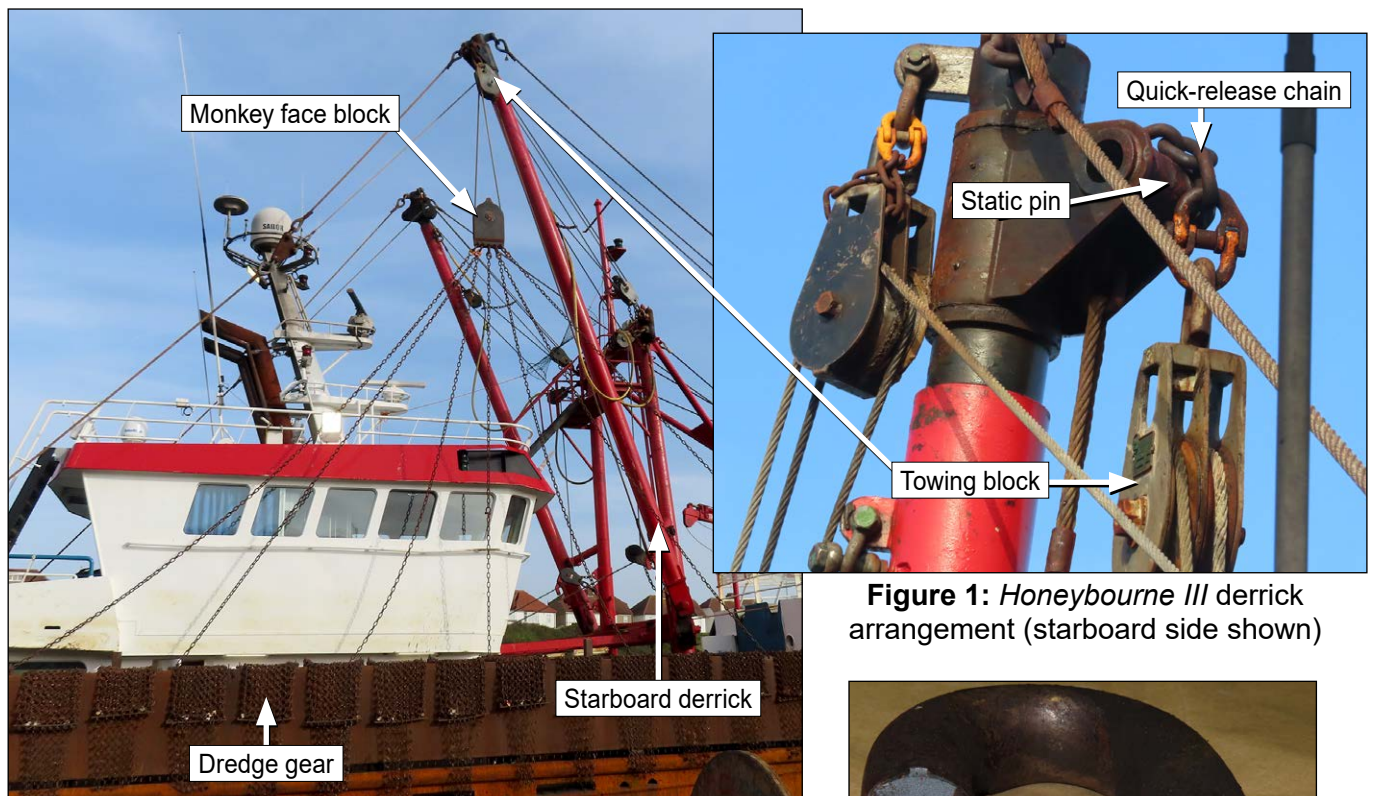 Monkey face block
Quick-release chain
Static pin
Towing block
Starboard derrick
Dredge gear
Figure 1: Honeybourne III derrick
arrangement (starboard side shown)